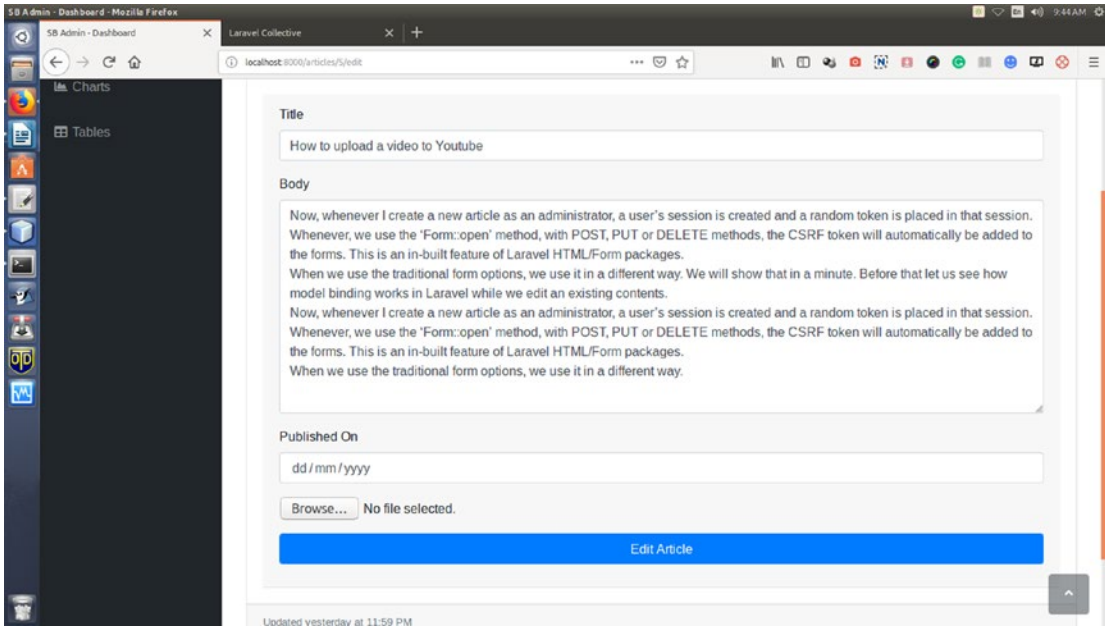 SB Admin - Dashboard - Mozilla Firefox
9:44 AM
SB Admin - Dashboard
Laravel Collective
localhost:8000/articles/5/edit
Charts
Tables
Title
How to upload a video to Youtube
Body
Now, whenever I create a new article as an administrator, a user’s session is created and a random token is placed in that session.
Whenever, we use the ‘Form::open’ method, with POST, PUT or DELETE methods, the CSRF token will automatically be added to
the forms. This is an in-built feature of Laravel HTML/Form packages.
When we use the traditional form options, we use it in a different way. We will show that in a minute. Before that let us see how
model binding works in Laravel while we edit an existing contents.
Now, whenever I create a new article as an administrator, a user’s session is created and a random token is placed in that session.
Whenever, we use the ‘Form::open’ method, with POST, PUT or DELETE methods, the CSRF token will automatically be added to
the forms. This is an in-built feature of Laravel HTML/Form packages.
When we use the traditional form options, we use it in a different way.
Published On
dd / mm / yyyy
Browse... No file selected.
Edit Article
Updated yesterday at 11:59 PM